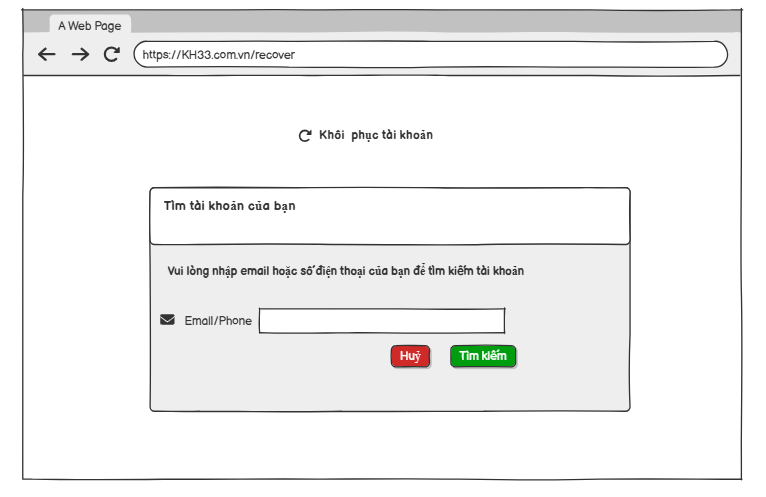 A Web Page
https://KH33.com.vn/recover
Khôi phục tài khoản
Tìm tài khoản của bạn
Vui lòng nhập email hoặc số điện thoại của bạn để tìm kiếm tài khoản
Email/Phone
Huỷ
Tìm kiếm